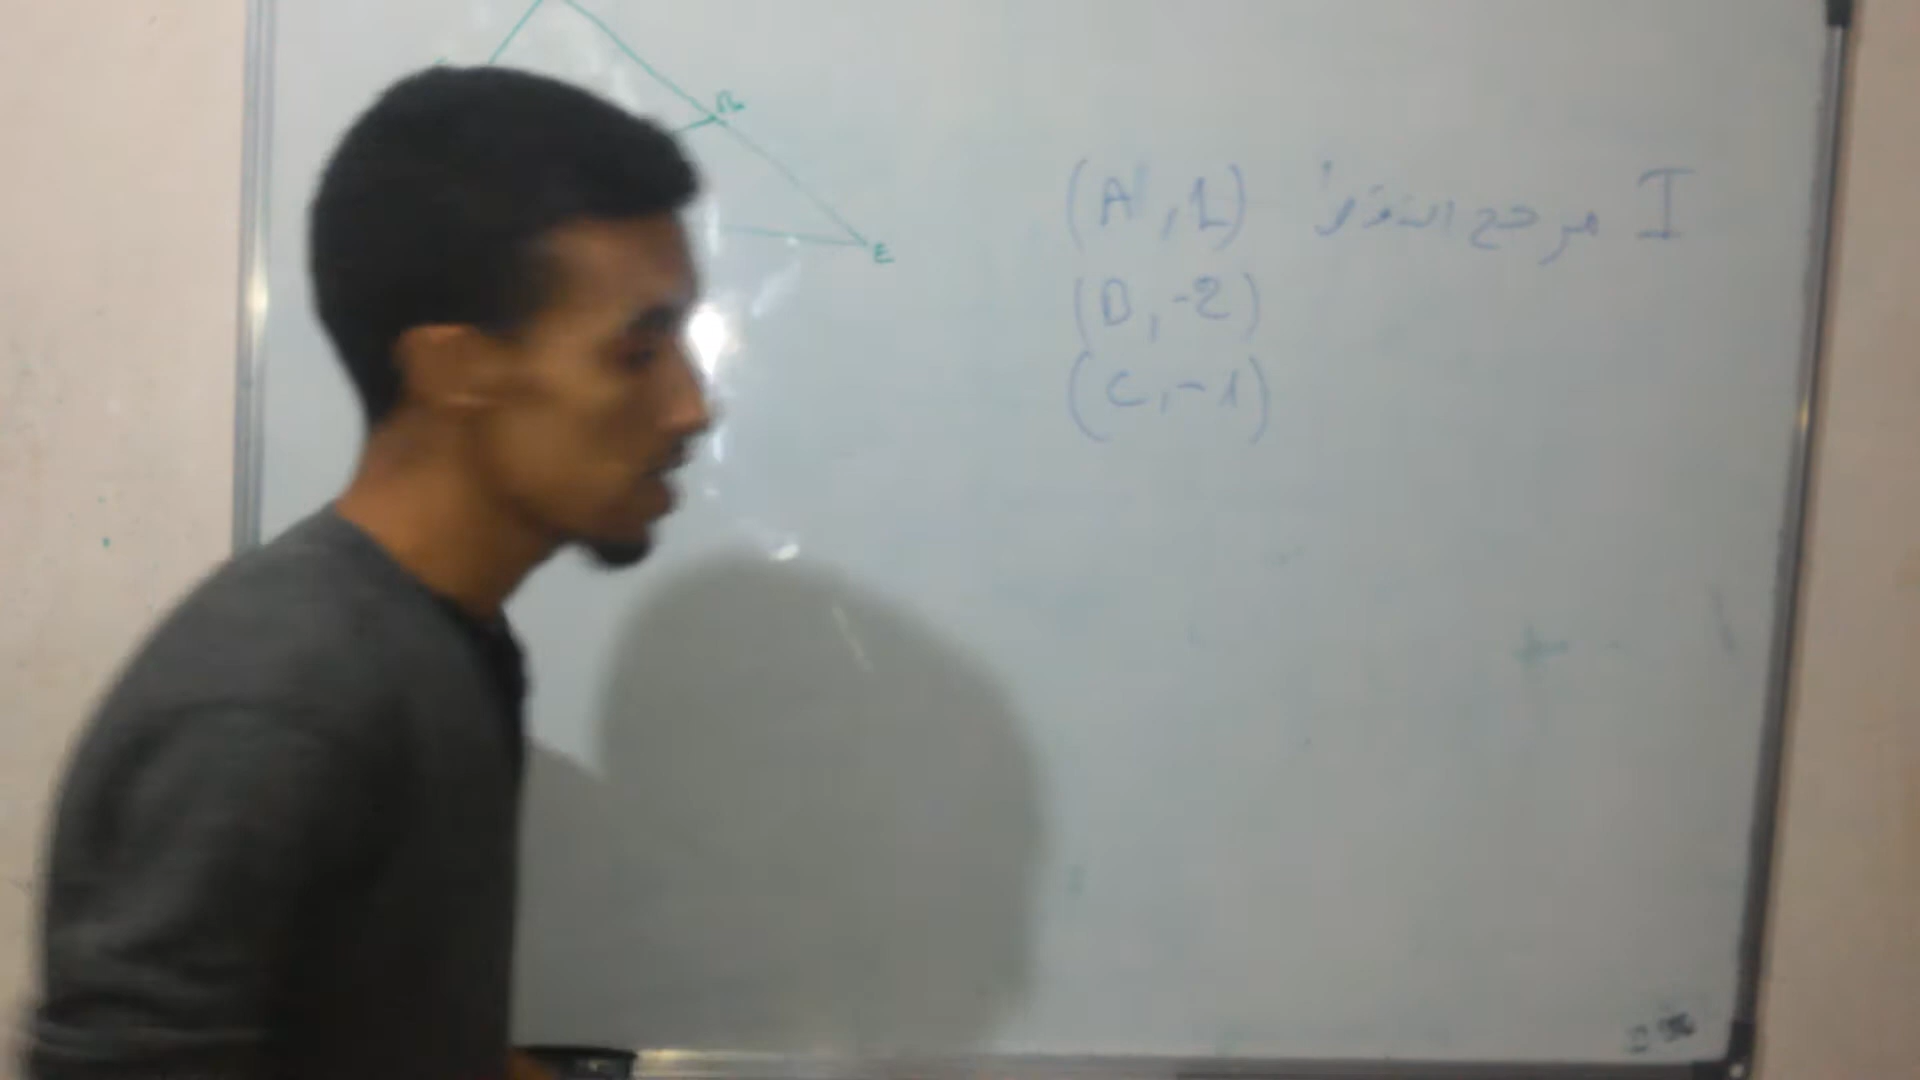 B
E
I مرجح النقط (A, 1)
(B, -2)
(C, -1)